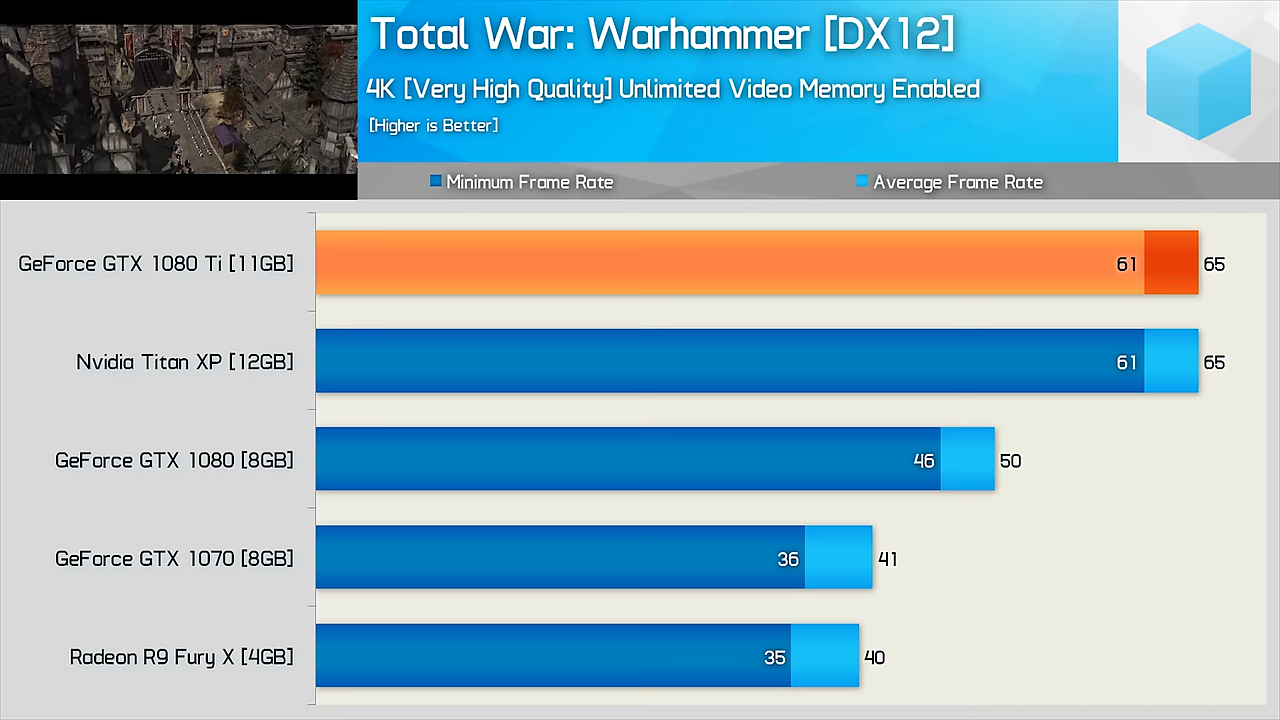 Total War: Warhammer [DX12]
4K [Very High Quality] Unlimited Video Memory Enabled
[Higher is Better]
Minimum Frame Rate
Average Frame Rate
GeForce GTX 1080 Ti [11GB]
61
65
Nvidia Titan XP [12GB]
61
65
GeForce GTX 1080 [8GB]
46
50
GeForce GTX 1070 [8GB]
36
41
Radeon R9 Fury X [4GB]
35
40